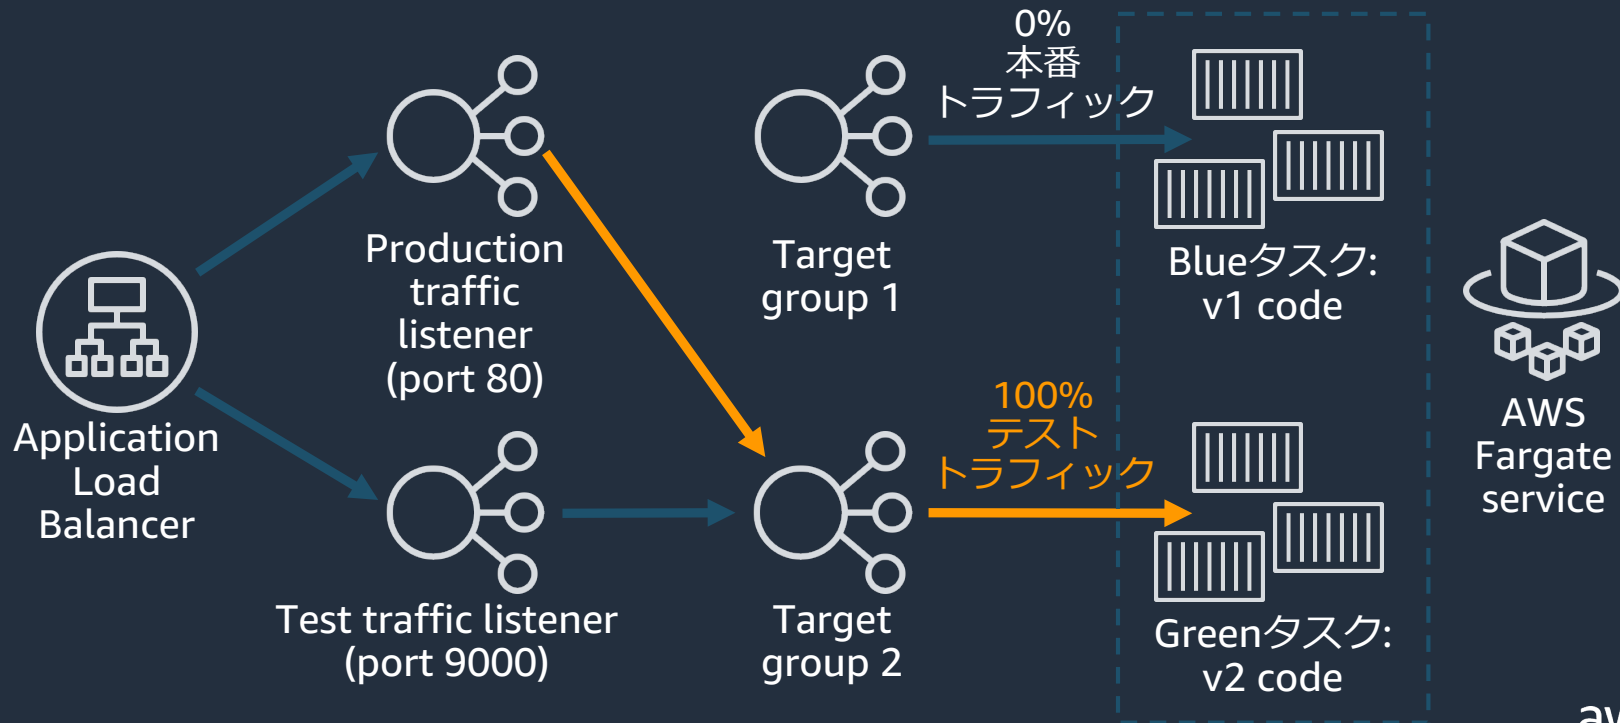 0%
本番
トラフィック
Production
traffic
listener
(port 80)
Target
group 1
Blueタスク:
v1 code
Application
Load
Balancer
100%
テスト
トラフィック
AWS
Fargate
service
Test traffic listener
(port 9000)
Target
group 2
Greenタスク:
v2 code